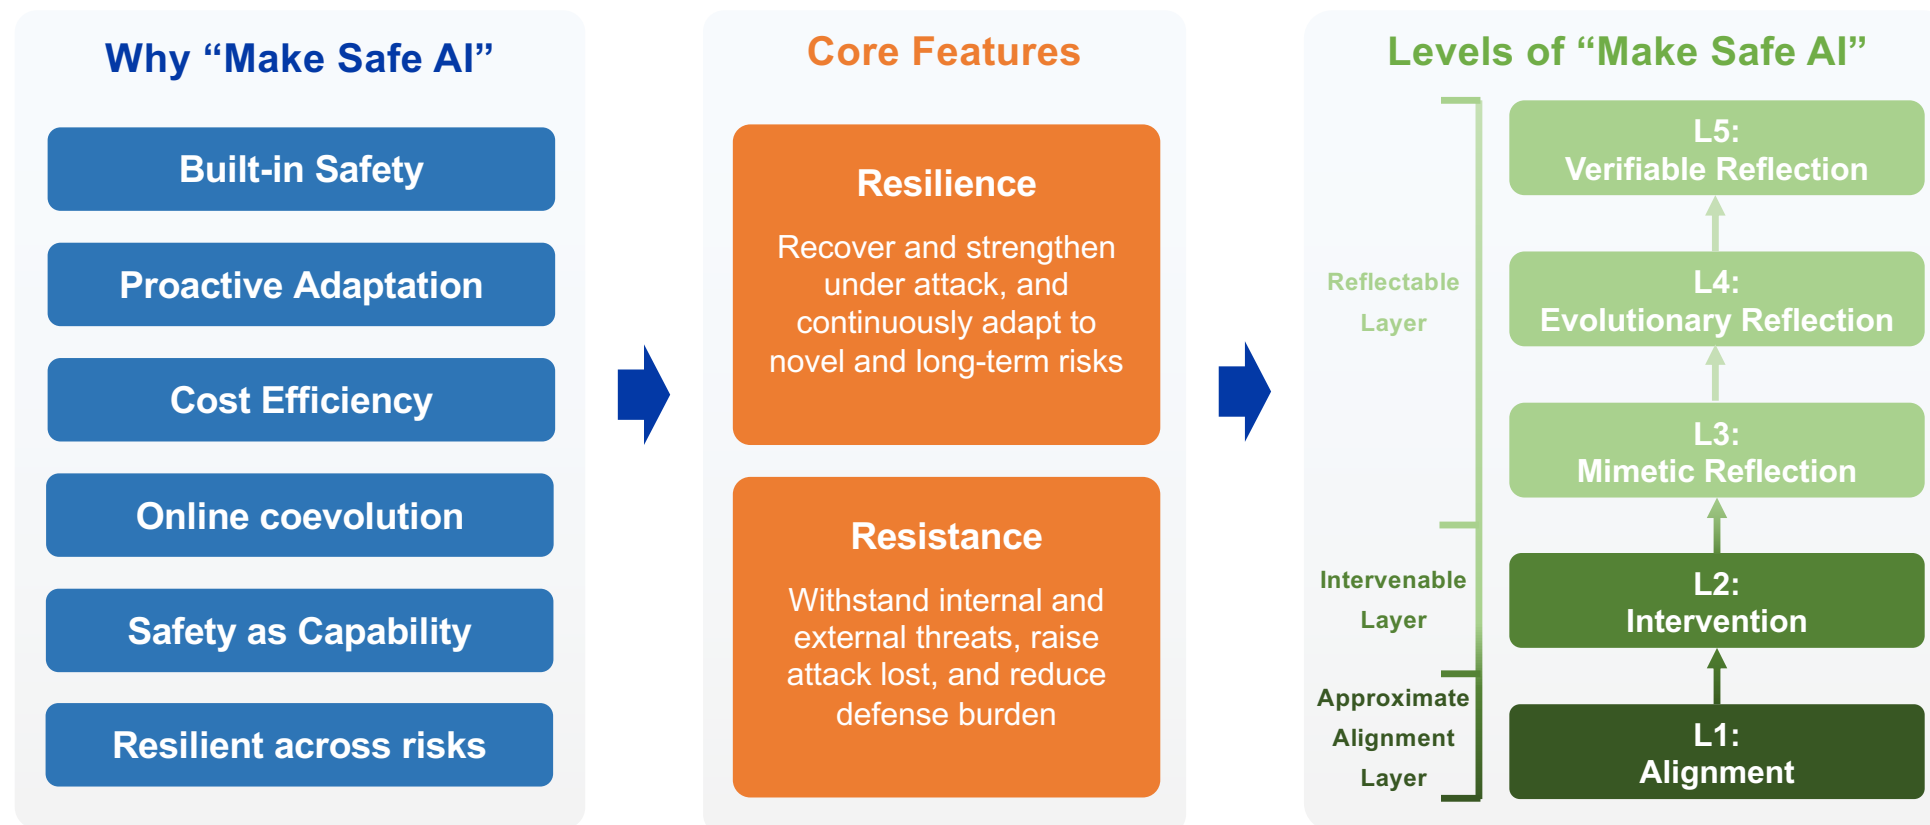 Why “Make Safe AI”
Built-in Safety
Proactive Adaptation
Cost Efficiency
Online coevolution
Safety as Capability
Resilient across risks
Core Features
Resilience
Recover and strengthen
under attack, and
continuously adapt to
novel and long-term risks
Resistance
Withstand internal and
external threats, raise
attack lost, and reduce
defense burden
Levels of “Make Safe AI”
Reflectable
Layer
Intervenable
Layer
Approximate
Alignment
Layer
L5:
Verifiable Reflection
L4:
Evolutionary Reflection
L3:
Mimetic Reflection
L2:
Intervention
L1:
Alignment